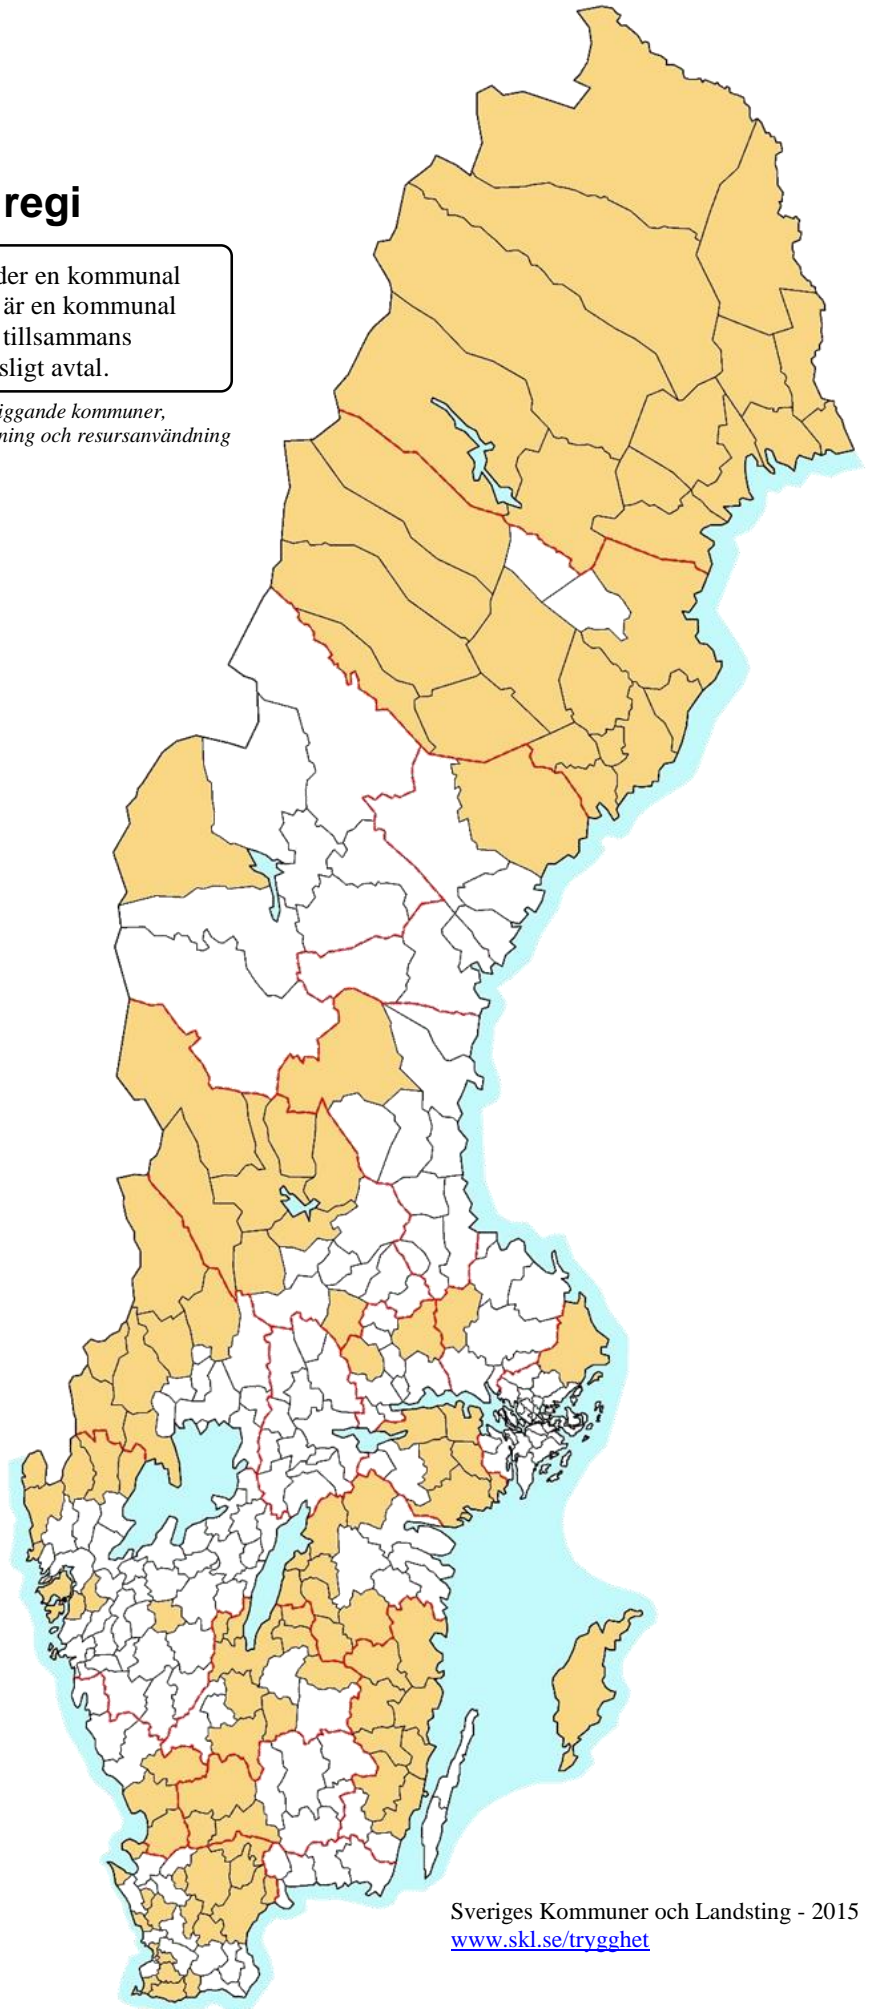 regi
der en kommunal
är en kommunal
tillsammans
sligt avtal.
iggande kommuner,
ning och resursanvändning
Sveriges Kommuner och Landsting - 2015
www.skl.se/trygghet